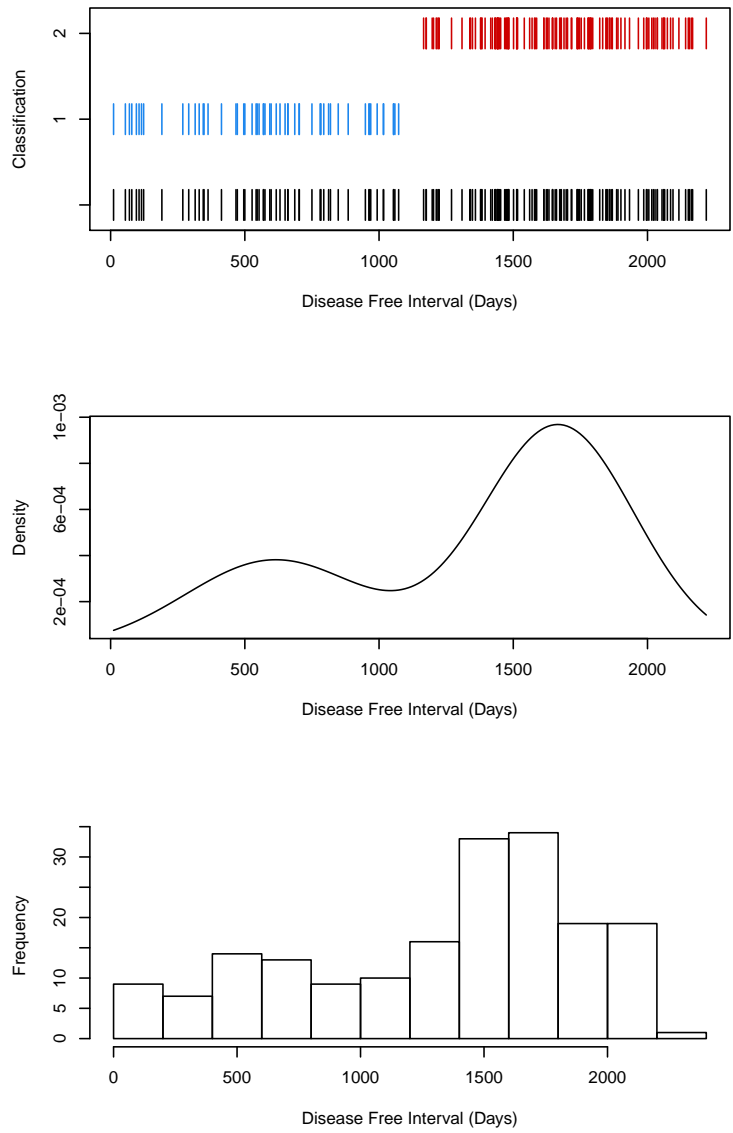 2
1
Classification
0 500 1000 1500 2000
Disease Free Interval (Days)
1e−03
6e−04
2e−04
Density
0 500 1000 1500 2000
Disease Free Interval (Days)
30
20
10
5
0
Frequency
0 500 1000 1500 2000
Disease Free Interval (Days)